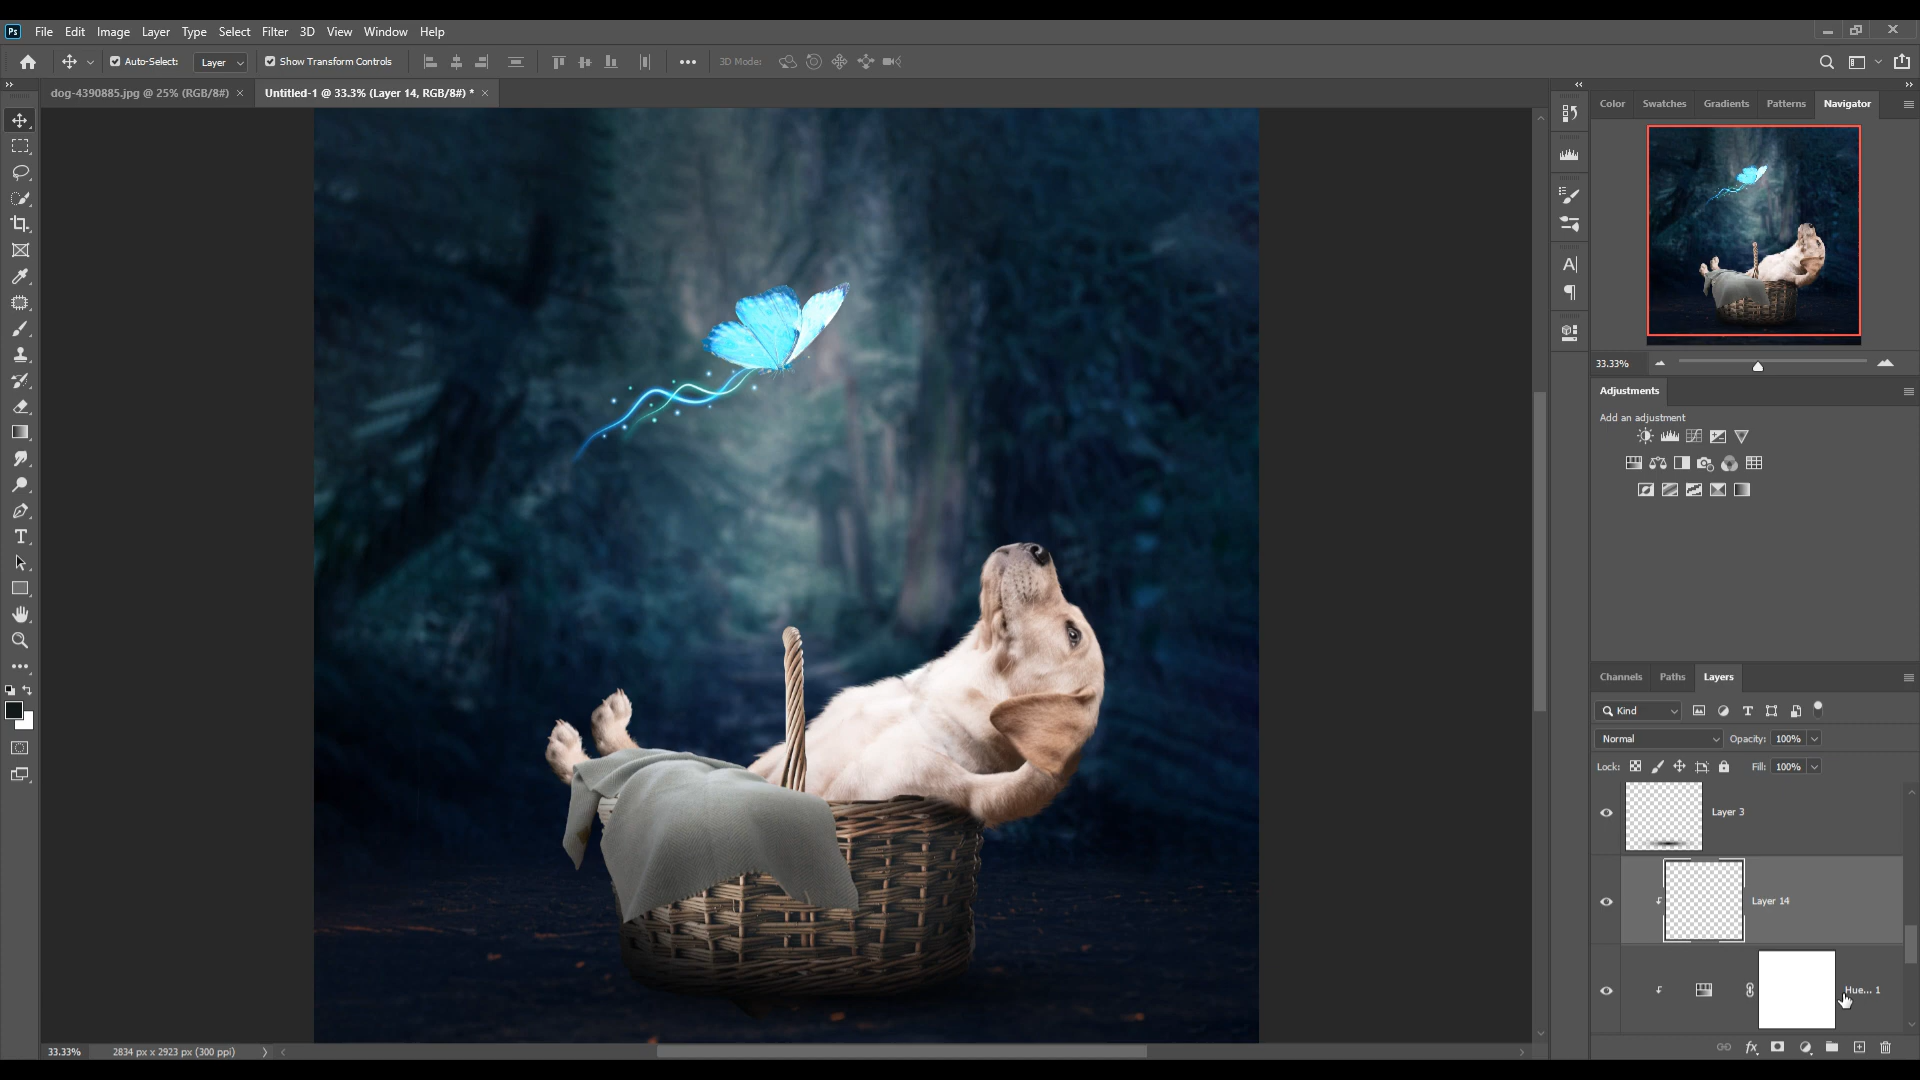 Ps File Edit Image Layer Type Select Filter 3D View Window Help
Auto-Select: Layer Show Transform Controls 3D Mode:
dog-4390885.jpg @ 25% (RGB/8#) × Untitled-1 @ 33.3% (Layer 14, RGB/8#) * ×
Color Swatches Gradients Patterns Navigator
33.33%
Adjustments
Add an adjustment
Channels Paths Layers
Kind
Normal Opacity: 100%
Lock: Fill: 100%
Layer 3
Layer 14
Hue... 1
33.33% 2834 px x 2923 px (300 ppi)